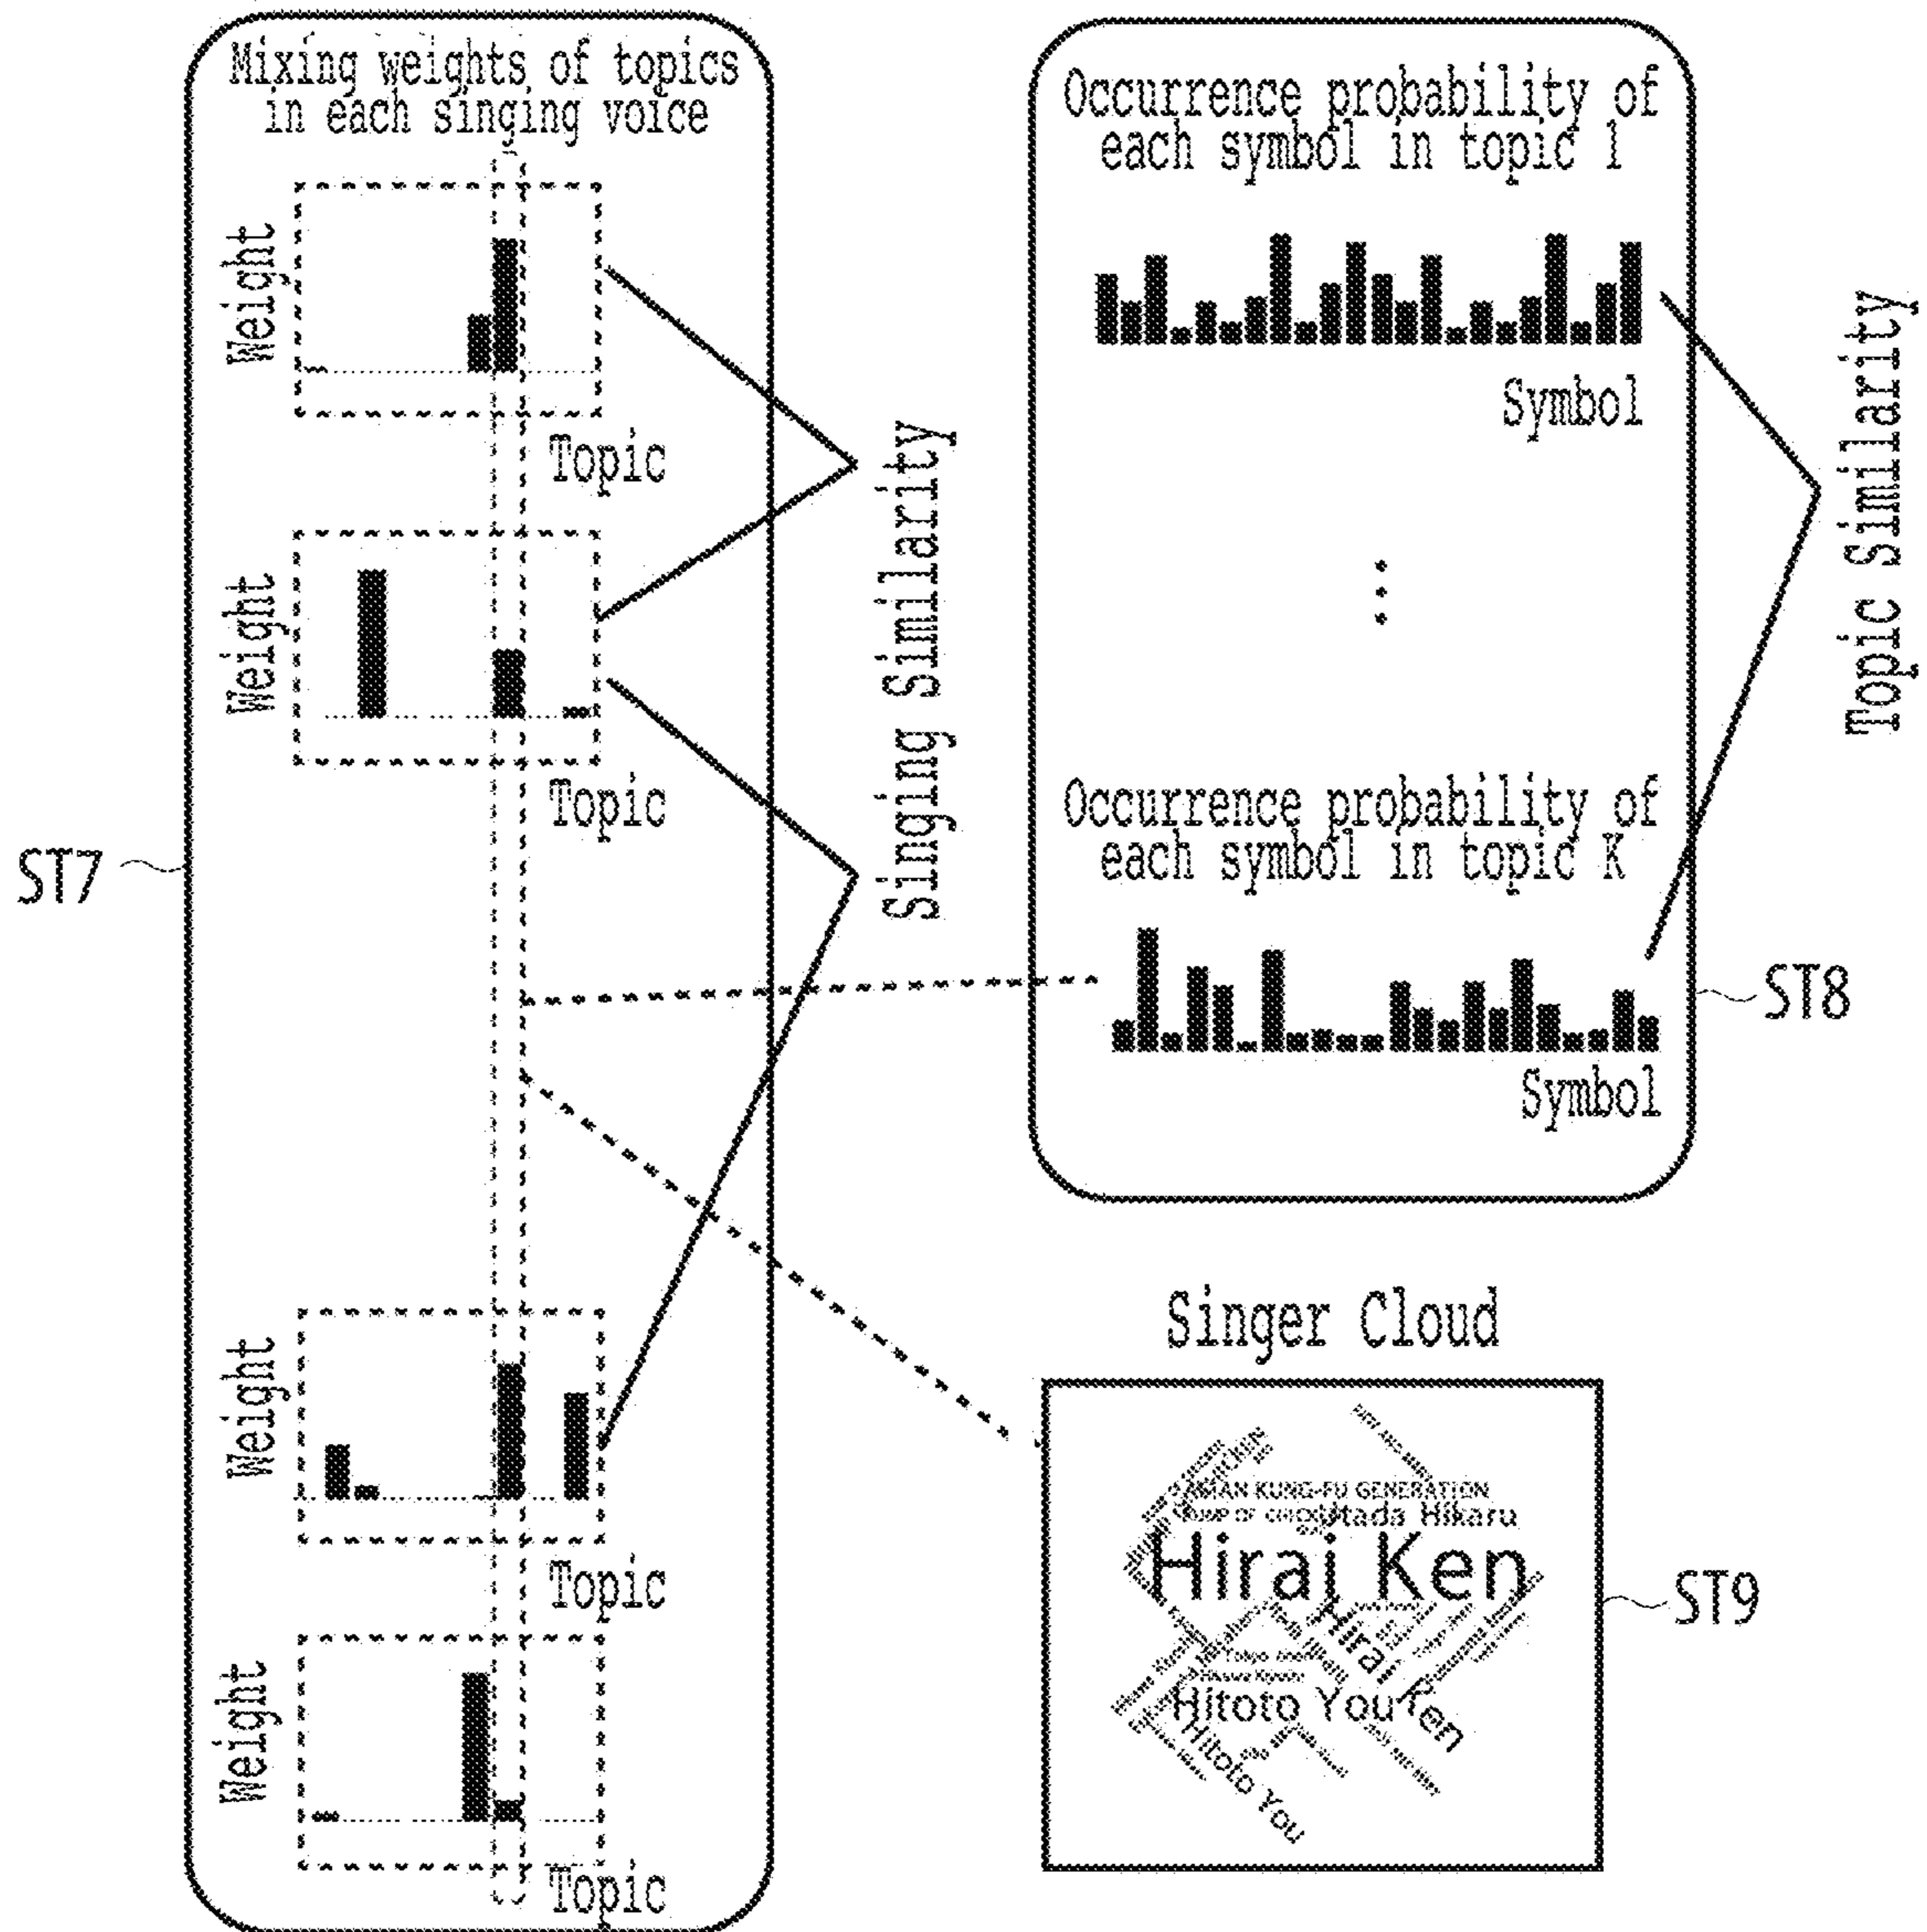 Mixing weights of topics
in each singing voice
Weight
Topic
Weight
Topic
ST7
Weight
Topic
Weight
Topic
Singing Similarity
Occurrence probability of
each symbol in topic 1
Symbol
Occurrence probability of
each symbol in topic K
Symbol
Topic Similarity
ST8
Singer Cloud
KUNG-FU GENERATION
OF
Hikaru
Hirai Ken
Hirai Ken
Hitoto You
Hitoto You
ST9